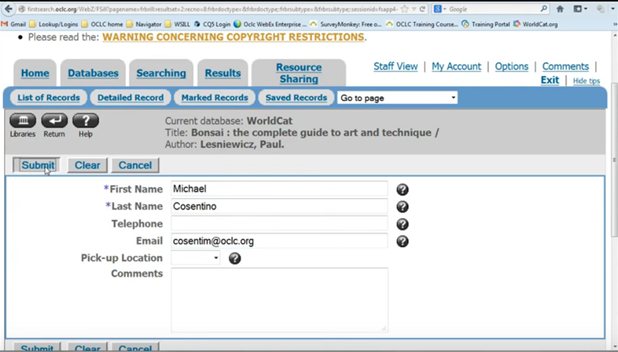 firstsearch.oclc.org/WebZ/FSILL?
Google
Gmail Lookup/Logins OCLC home Navigator WSILL CQ5 Login Oclc WebEx Enterprise ... SurveyMonkey: Free o... OCLC Training Cours... Training Portal WorldCat.org
Please read the: WARNING CONCERNING COPYRIGHT RESTRICTIONS.
Home Databases Searching Results Resource Sharing
Staff View | My Account | Options | Comments |
Exit | Hide tips
List of Records Detailed Record Marked Records Saved Records Go to page
Libraries Return Help
Current database: WorldCat
Title: Bonsai : the complete guide to art and technique /
Author: Lesniewicz, Paul.
Submit Clear Cancel
*First Name Michael ?
*Last Name Cosentino ?
Telephone ?
Email cosentim@oclc.org ?
Pick-up Location ?
Comments
Submit Clear Cancel